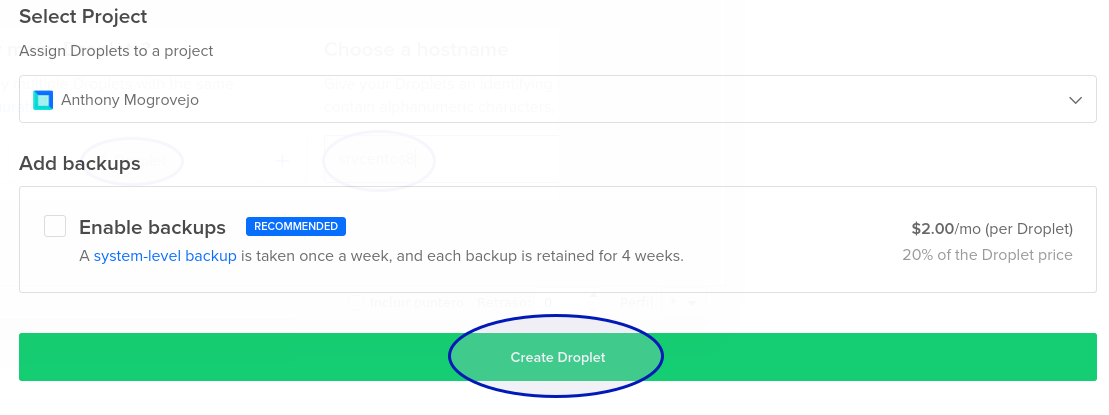 Select Project
Choose a hostname
Assign Droplets to a project
Anthony Mogrovejo
Add backups
Enable backups RECOMMENDED $2.00/mo (per Droplet)
A system-level backup is taken once a week, and each backup is retained for 4 weeks. 20% of the Droplet price
Create Droplet